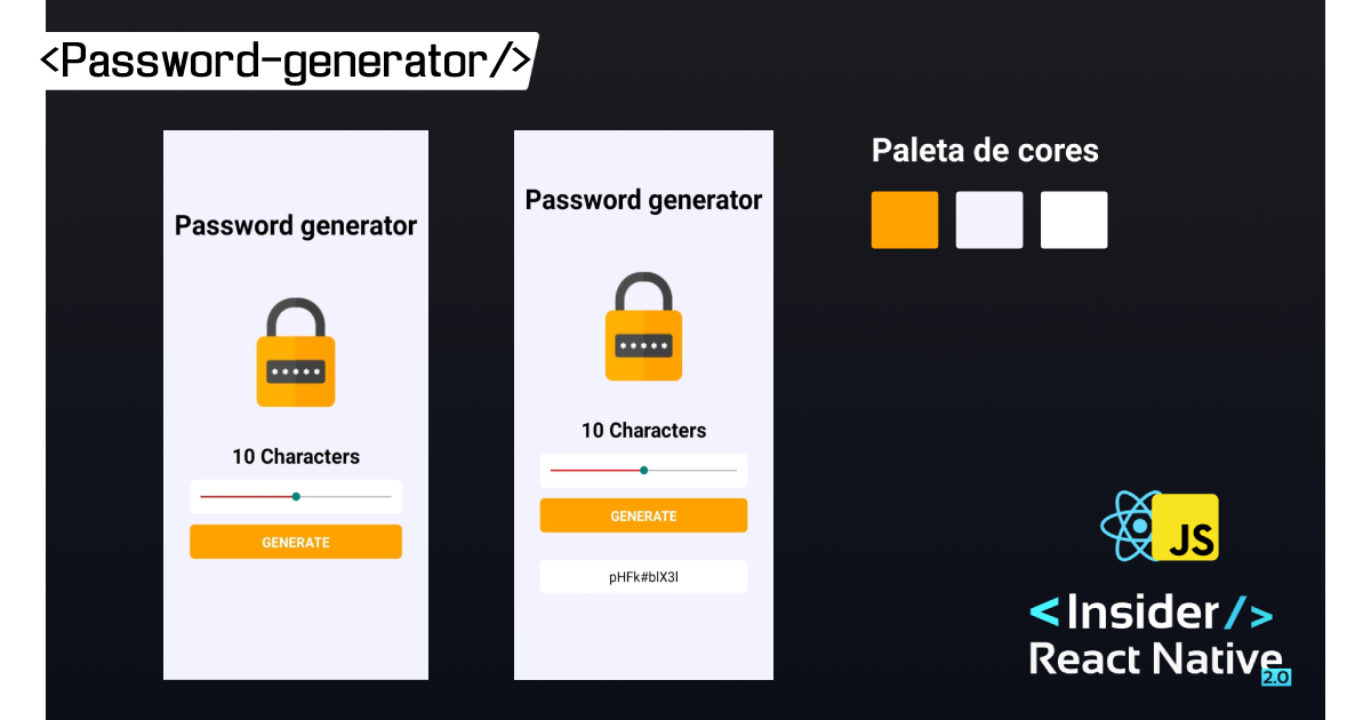 <Password-generator/>
Password generator
*****
10 Characters
GENERATE
Password generator
*****
10 Characters
GENERATE
pHFk#blX3l
Paleta de cores
JS
<Insider/>
React Native
2.0